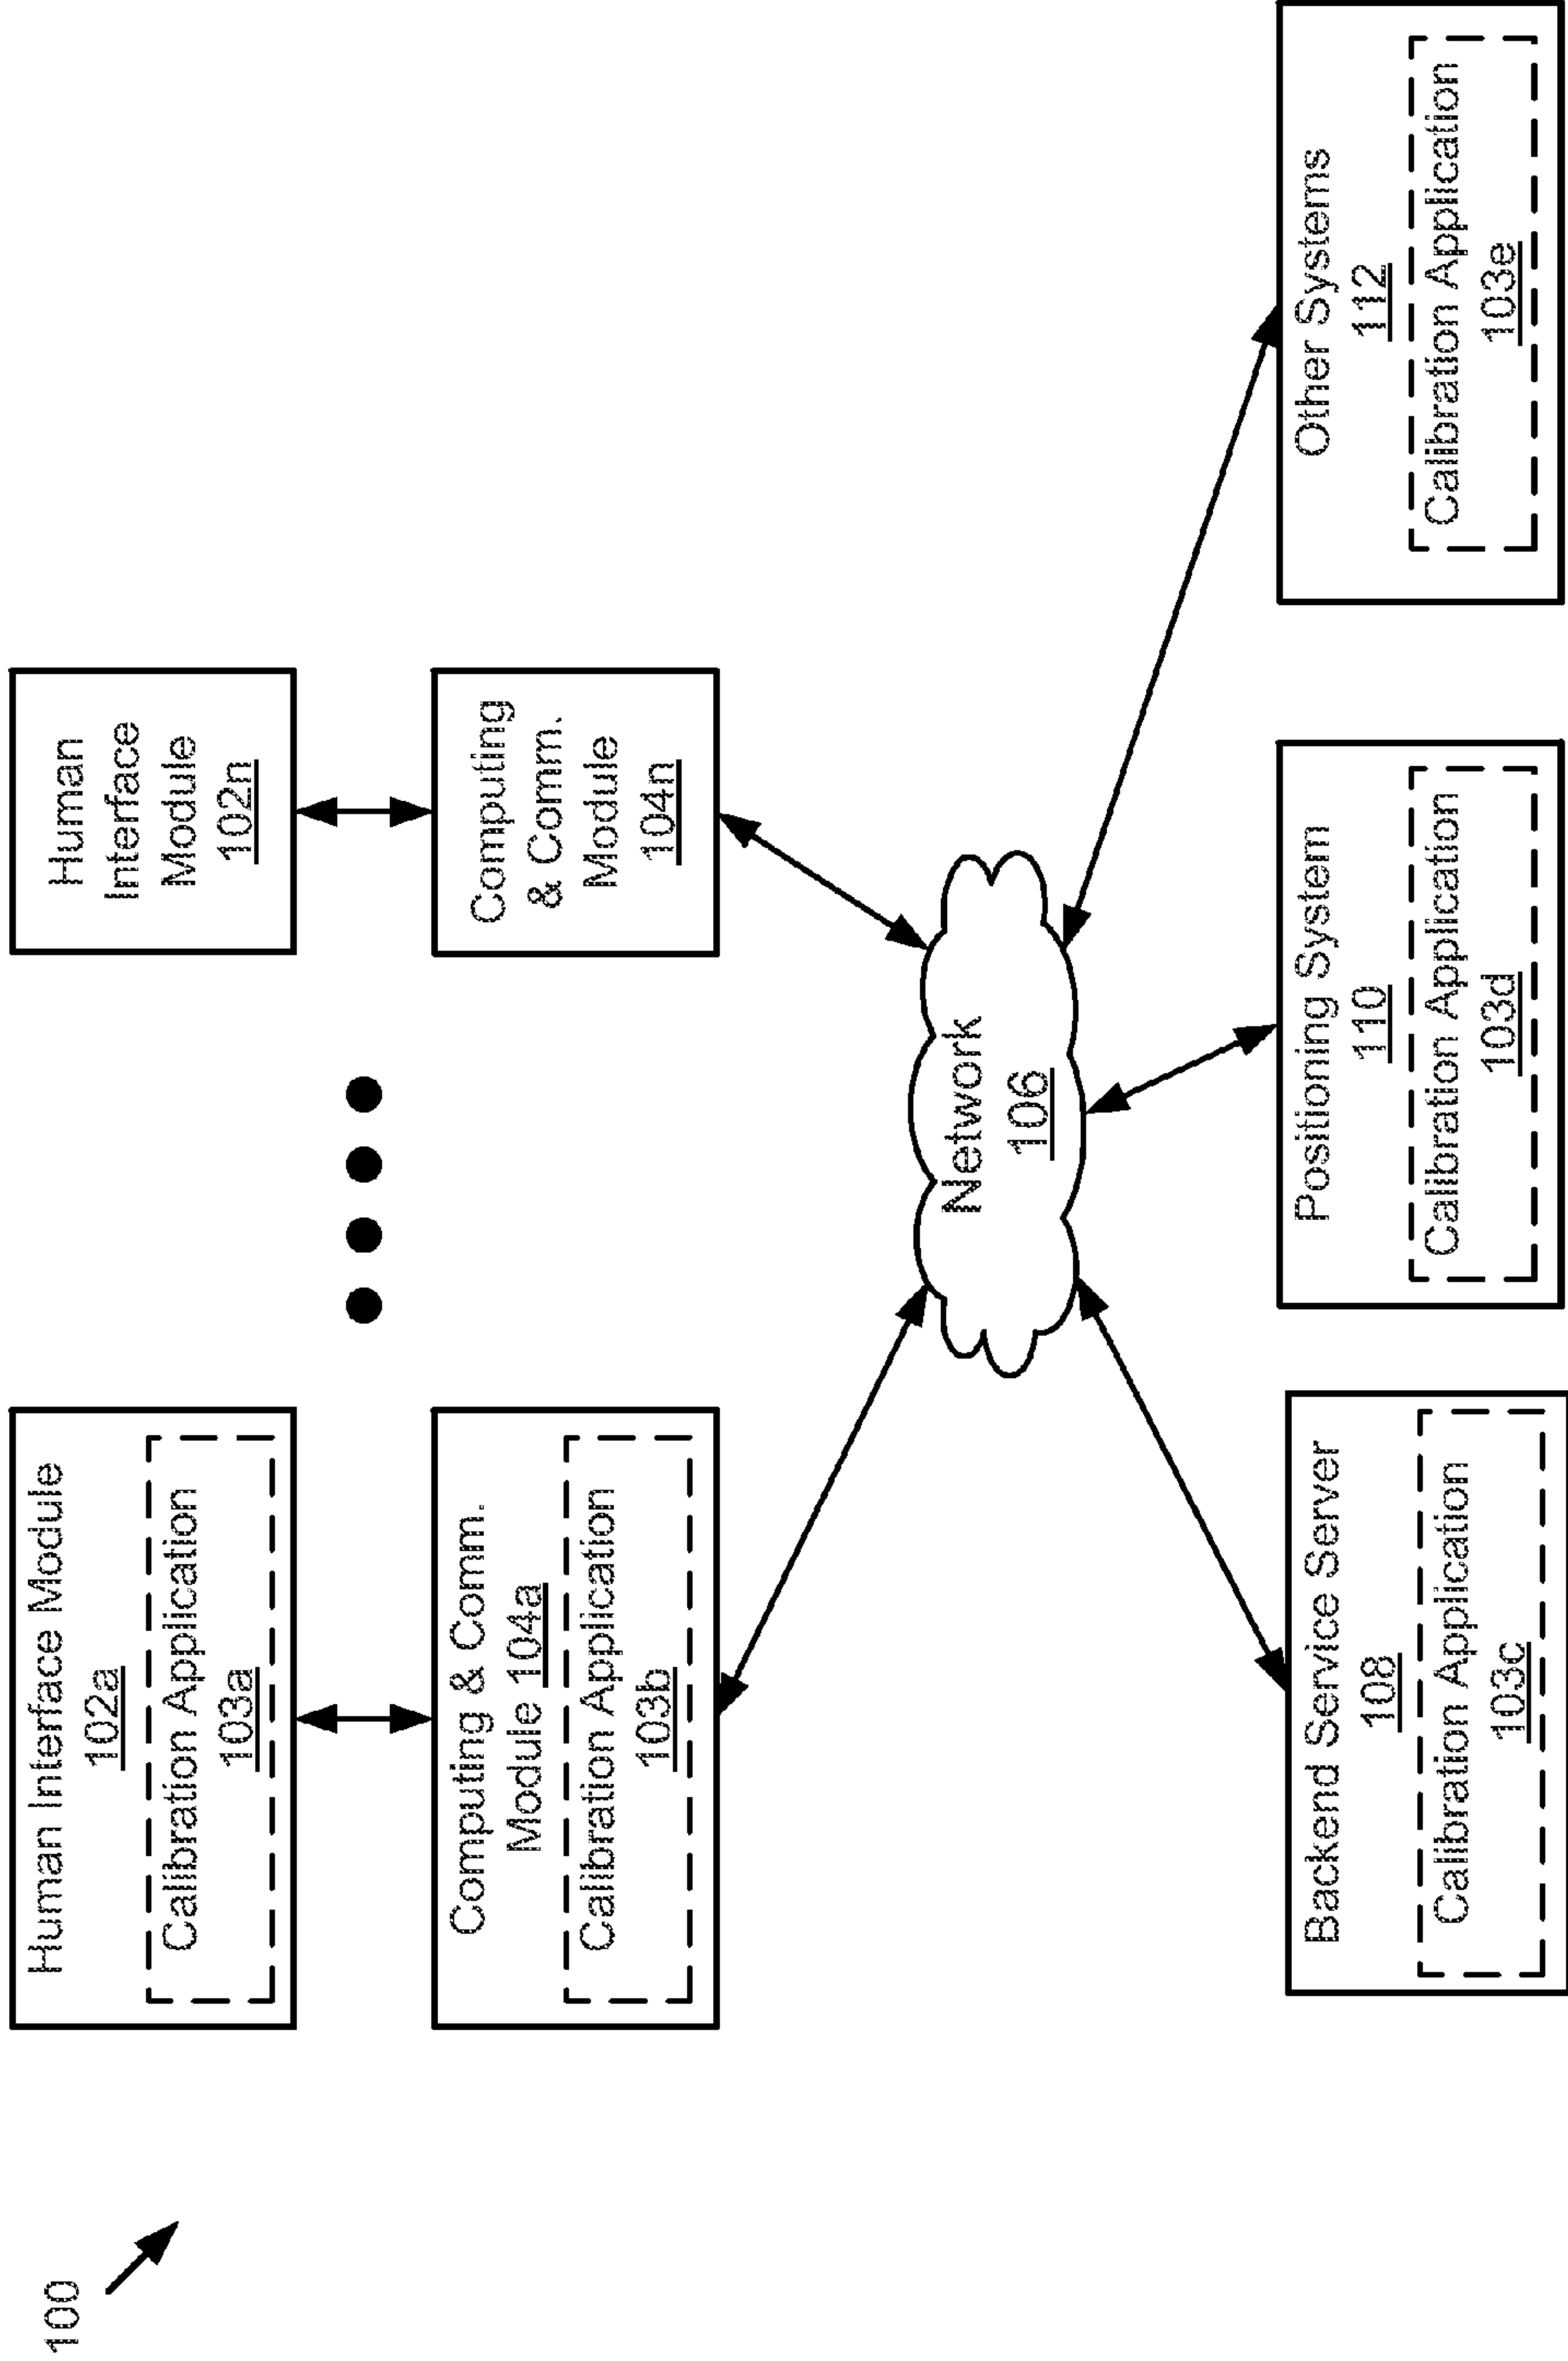 100
Human Interface Module
102a
Calibration Application
103a
Human
Interface
Module
102n
Computing & Comm.
Module 104a
Calibration Application
103b
Computing
& Comm.
Module
104n
Network
106
Backend Service Server
108
Calibration Application
103c
Positioning System
110
Calibration Application
103d
Other Systems
112
Calibration Application
103e